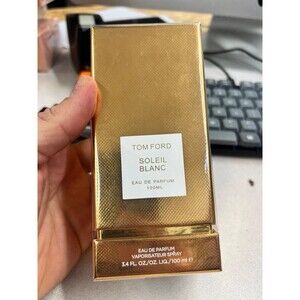 TOM FORD
SOLEIL
BLANC
EAU DE PARFUM
100ML
EAU DE PARFUM
VAPORISATEUR SPRAY
3.4 FL. OZ./OZ. LIQ./100 ml ℮